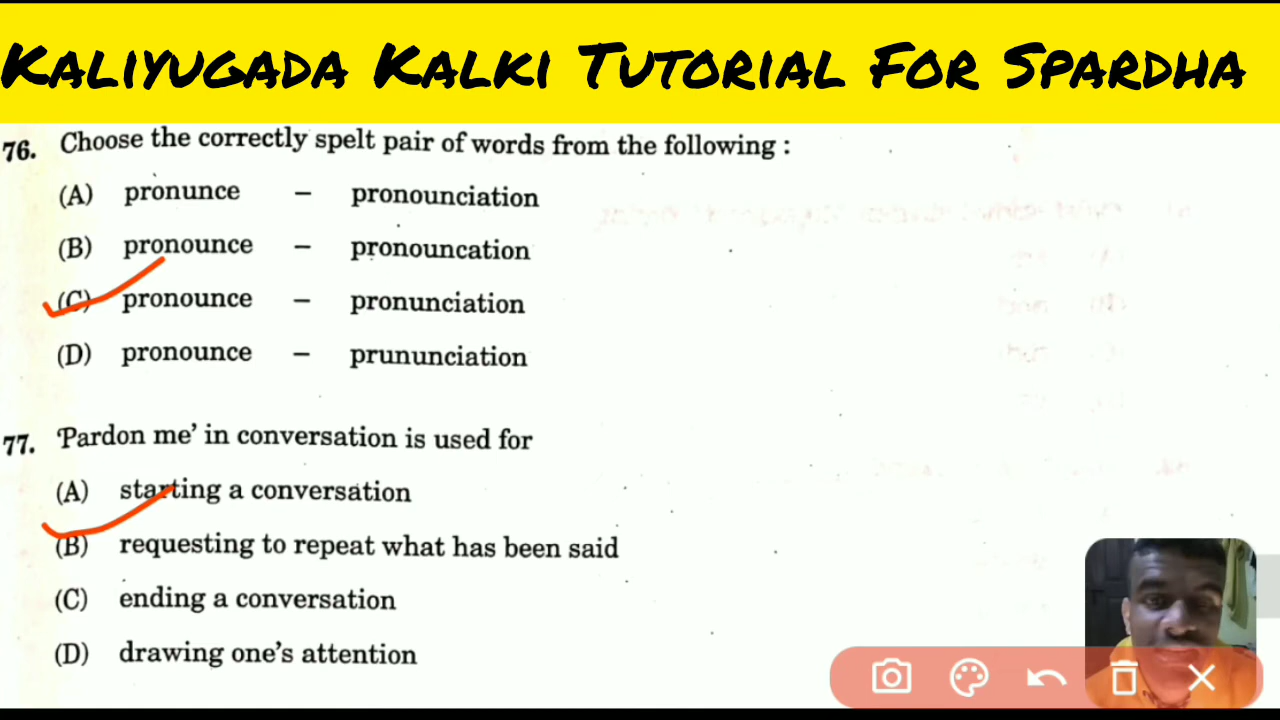 KALIYUGADA KALKI TUTORIAL FOR SPARDHA
76. Choose the correctly spelt pair of words from the following :
(A) pronunce – pronounciation
(B) pronounce – pronouncation
(C) pronounce – pronunciation
(D) pronounce – prununciation
77. 'Pardon me' in conversation is used for
(A) starting a conversation
(B) requesting to repeat what has been said
(C) ending a conversation
(D) drawing one's attention